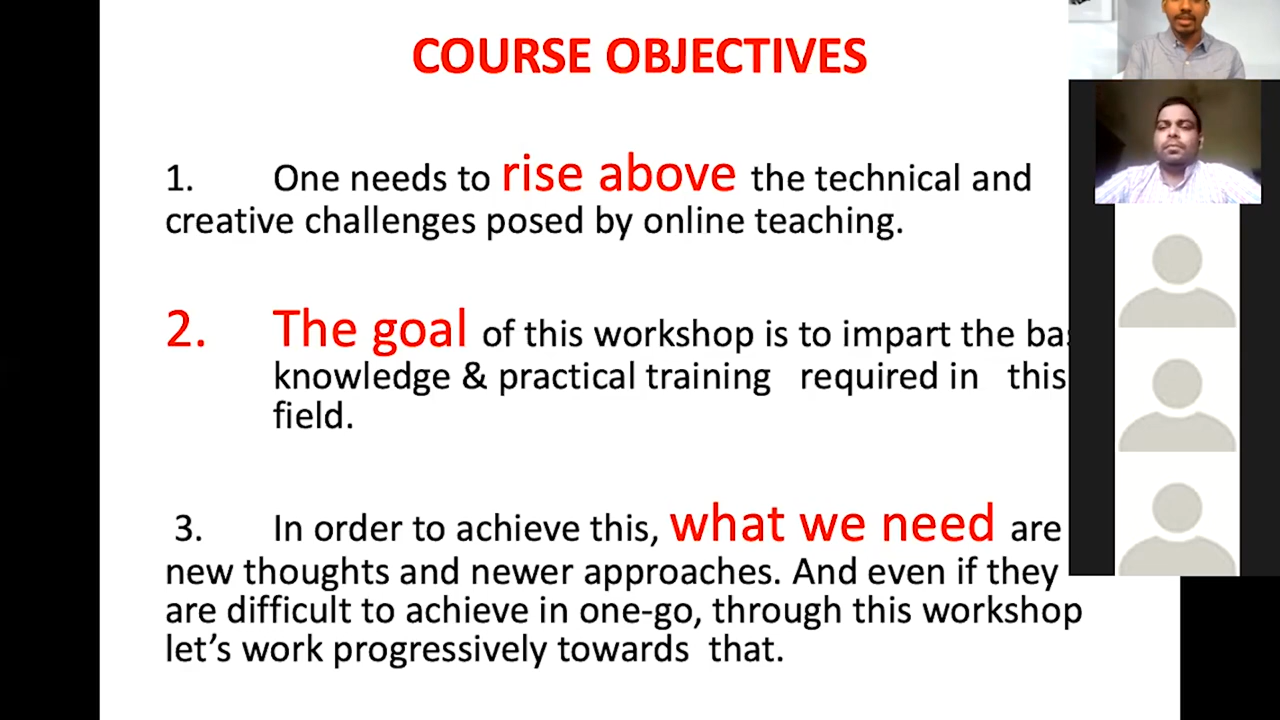 COURSE OBJECTIVES
1. One needs to rise above the technical and
creative challenges posed by online teaching.
2. The goal of this workshop is to impart the
knowledge & practical training required in this
field.
3. In order to achieve this, what we need are
new thoughts and newer approaches. And even if they
are difficult to achieve in one-go, through this workshop
let's work progressively towards that.